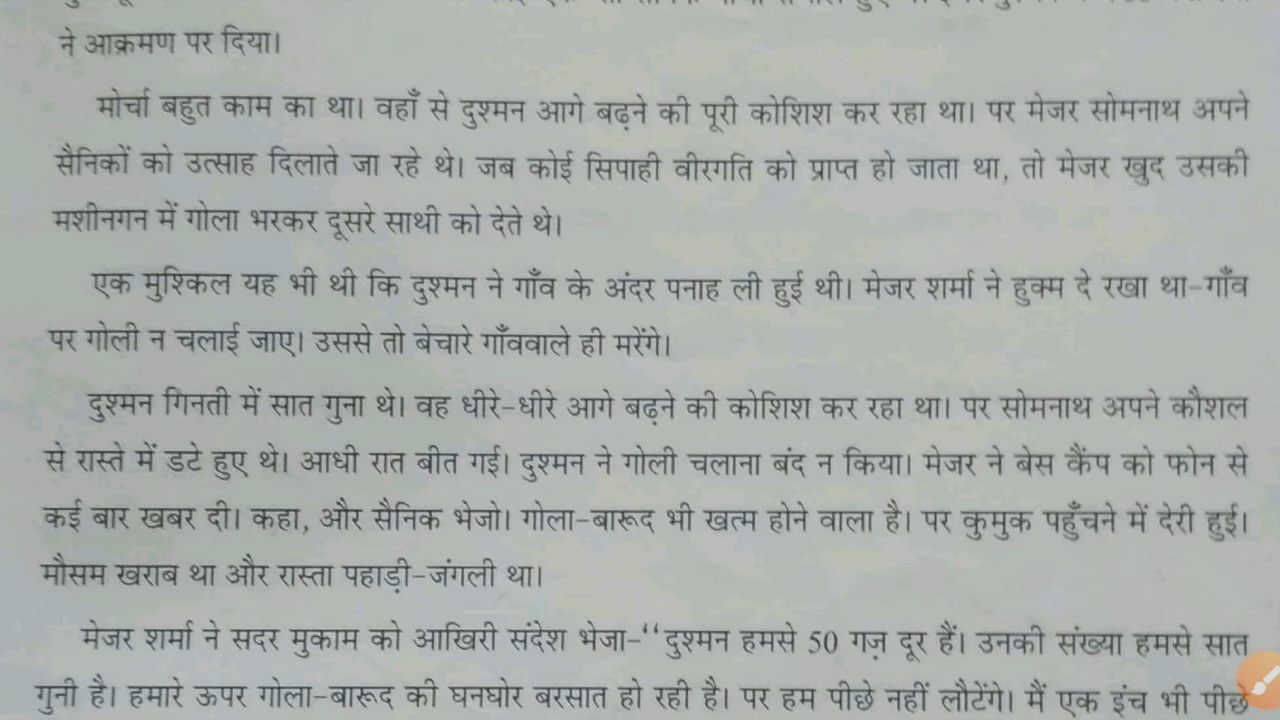 ने आक्रमण पर दिया।
मोर्चा बहुत काम का था। वहाँ से दुश्मन आगे बढ़ने की पूरी कोशिश कर रहा था। पर मेजर सोमनाथ अपने
सैनिकों को उत्साह दिलाते जा रहे थे। जब कोई सिपाही वीरगति को प्राप्त हो जाता था, तो मेजर खुद उसकी
मशीनगन में गोला भरकर दूसरे साथी को देते थे।
एक मुश्किल यह भी थी कि दुश्मन ने गाँव के अंदर पनाह ली हुई थी। मेजर शर्मा ने हुक्म दे रखा था-गाँव
पर गोली न चलाई जाए। उससे तो बेचारे गाँववाले ही मरेंगे।
दुश्मन गिनती में सात गुना थे। वह धीरे-धीरे आगे बढ़ने की कोशिश कर रहा था। पर सोमनाथ अपने कौशल
से रास्ते में डटे हुए थे। आधी रात बीत गई। दुश्मन ने गोली चलाना बंद न किया। मेजर ने बेस कैंप को फोन से
कई बार खबर दी। कहा, और सैनिक भेजो। गोला-बारूद भी खत्म होने वाला है। पर कुमुक पहुँचने में देरी हुई।
मौसम खराब था और रास्ता पहाड़ी-जंगली था।
मेजर शर्मा ने सदर मुकाम को आखिरी संदेश भेजा-“दुश्मन हमसे 50 गज़ दूर हैं। उनकी संख्या हमसे सात
गुनी है। हमारे ऊपर गोला-बारूद की घनघोर बरसात हो रही है। पर हम पीछे नहीं लौटेंगे। मैं एक इंच भी पीछे